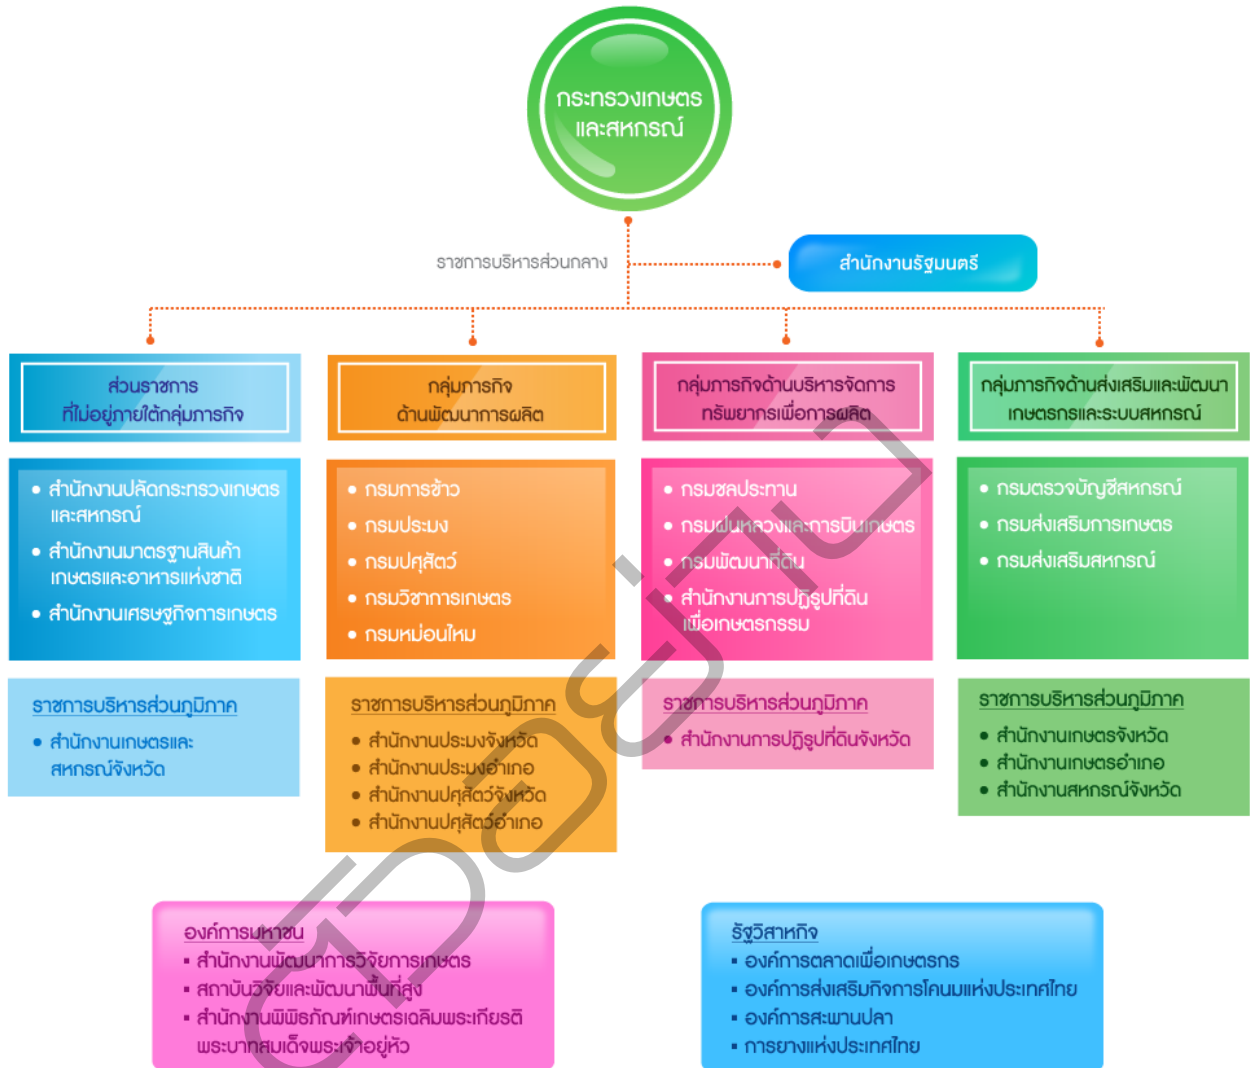 กระทรวงเกษตร
และสหกรณ์
ราชการบริหารส่วนกลาง
สำนักงานรัฐมนตรี
ส่วนราชการ
ที่ไม่อยู่ภายใต้กลุ่มภารกิจ
• สำนักงานปลัดกระทรวงเกษตร
และสหกรณ์
• สำนักงานมาตรฐานสินค้า
เกษตรและอาหารแห่งชาติ
• สำนักงานเศรษฐกิจการเกษตร
ราชการบริหารส่วนภูมิภาค
• สำนักงานเกษตรและ
สหกรณ์จังหวัด
กลุ่มภารกิจ
ด้านพัฒนาการผลิต
• กรมการข้าว
• กรมประมง
• กรมปศุสัตว์
• กรมวิชาการเกษตร
• กรมหม่อนไหม
ราชการบริหารส่วนภูมิภาค
• สำนักงานประมงจังหวัด
• สำนักงานประมงอำเภอ
• สำนักงานปศุสัตว์จังหวัด
• สำนักงานปศุสัตว์อำเภอ
กลุ่มภารกิจด้านบริหารจัดการ
ทรัพยากรเพื่อการผลิต
• กรมชลประทาน
• กรมฝนหลวงและการบินเกษตร
• กรมพัฒนาที่ดิน
• สำนักงานการปฏิรูปที่ดิน
เพื่อเกษตรกรรม
ราชการบริหารส่วนภูมิภาค
• สำนักงานการปฏิรูปที่ดินจังหวัด
กลุ่มภารกิจด้านส่งเสริมและพัฒนา
เกษตรกรและระบบสหกรณ์
• กรมตรวจบัญชีสหกรณ์
• กรมส่งเสริมการเกษตร
• กรมส่งเสริมสหกรณ์
ราชการบริหารส่วนภูมิภาค
• สำนักงานเกษตรจังหวัด
• สำนักงานเกษตรอำเภอ
• สำนักงานสหกรณ์จังหวัด
องค์การมหาชน
▪ สำนักงานพัฒนาการวิจัยการเกษตร
▪ สถาบันวิจัยและพัฒนาพื้นที่สูง
▪ สำนักงานพิพิธภัณฑ์เกษตรเฉลิมพระเกียรติ
พระบาทสมเด็จพระเจ้าอยู่หัว
รัฐวิสาหกิจ
▪ องค์การตลาดเพื่อเกษตรกร
▪ องค์การส่งเสริมกิจการโคนมแห่งประเทศไทย
▪ องค์การสะพานปลา
▪ การยางแห่งประเทศไทย
ตัวอย่าง